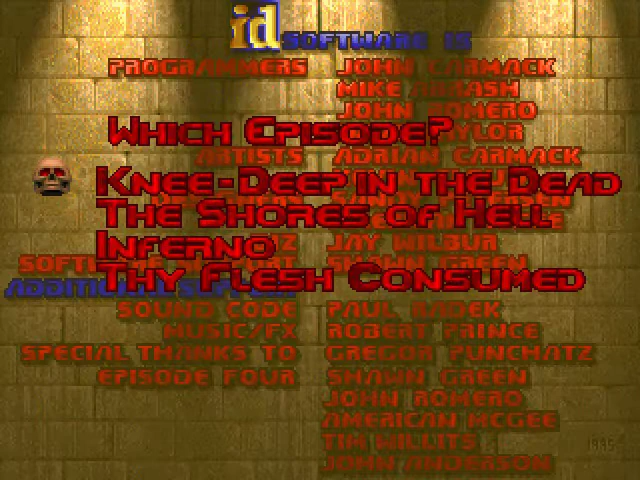 id SOFTWARE IS
PROGRAMMERS JOHN CARMACK
MIKE ABRASH
JOHN ROMERO
Which Episode?
TAYLOR
ARTISTS ADRIAN CARMACK
Knee-Deep in the Dead
The Shores of Hell
Inferno
JAY WILBUR
SHAWN GREEN
Thy Flesh Consumed
SOUND CODE PAUL RADEK
MUSIC/FX ROBERT PRINCE
SPECIAL THANKS TO GREGOR PUNCHATZ
EPISODE FOUR SHAWN GREEN
JOHN ROMERO
AMERICAN MCGEE
TIM WILLITS
JOHN ANDERSON
1995